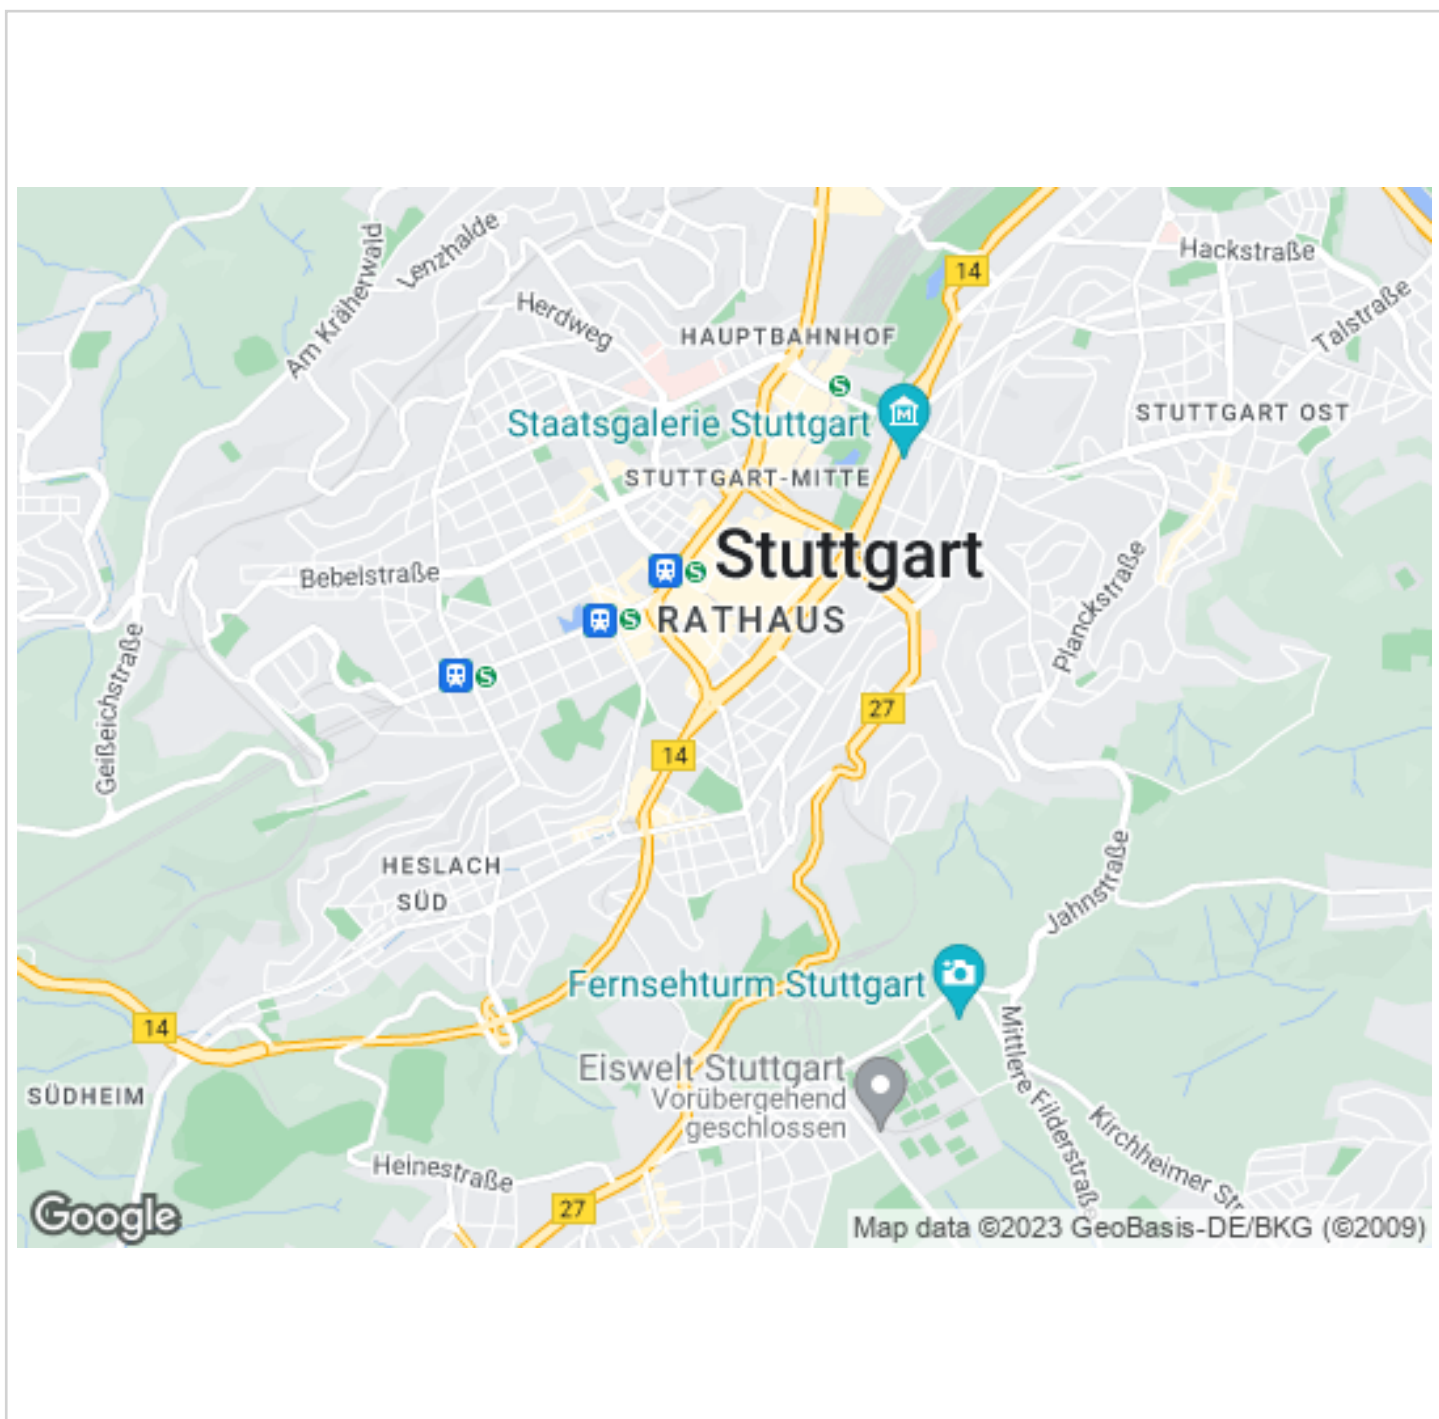 Lenzhalde
Am Kräherwald
Hackstraße
14
Talstraße
Herdweg
HAUPTBAHNHOF
S
STUTTGART OST
Staatsgalerie Stuttgart
M
STUTTGART-MITTE
Stuttgart
S
Bebelstraße
Planckstraße
S
RATHAUS
Geißeichstraße
S
27
14
HESLACH
SÜD
Jahnstraße
Fernsehturm Stuttgart
14
Mittlere Filderstraße
Eiswelt Stuttgart
Vorübergehend
geschlossen
SÜDHEIM
Kirchheimer Str
Heinestraße
27
Google
Map data ©2023 GeoBasis-DE/BKG (©2009)